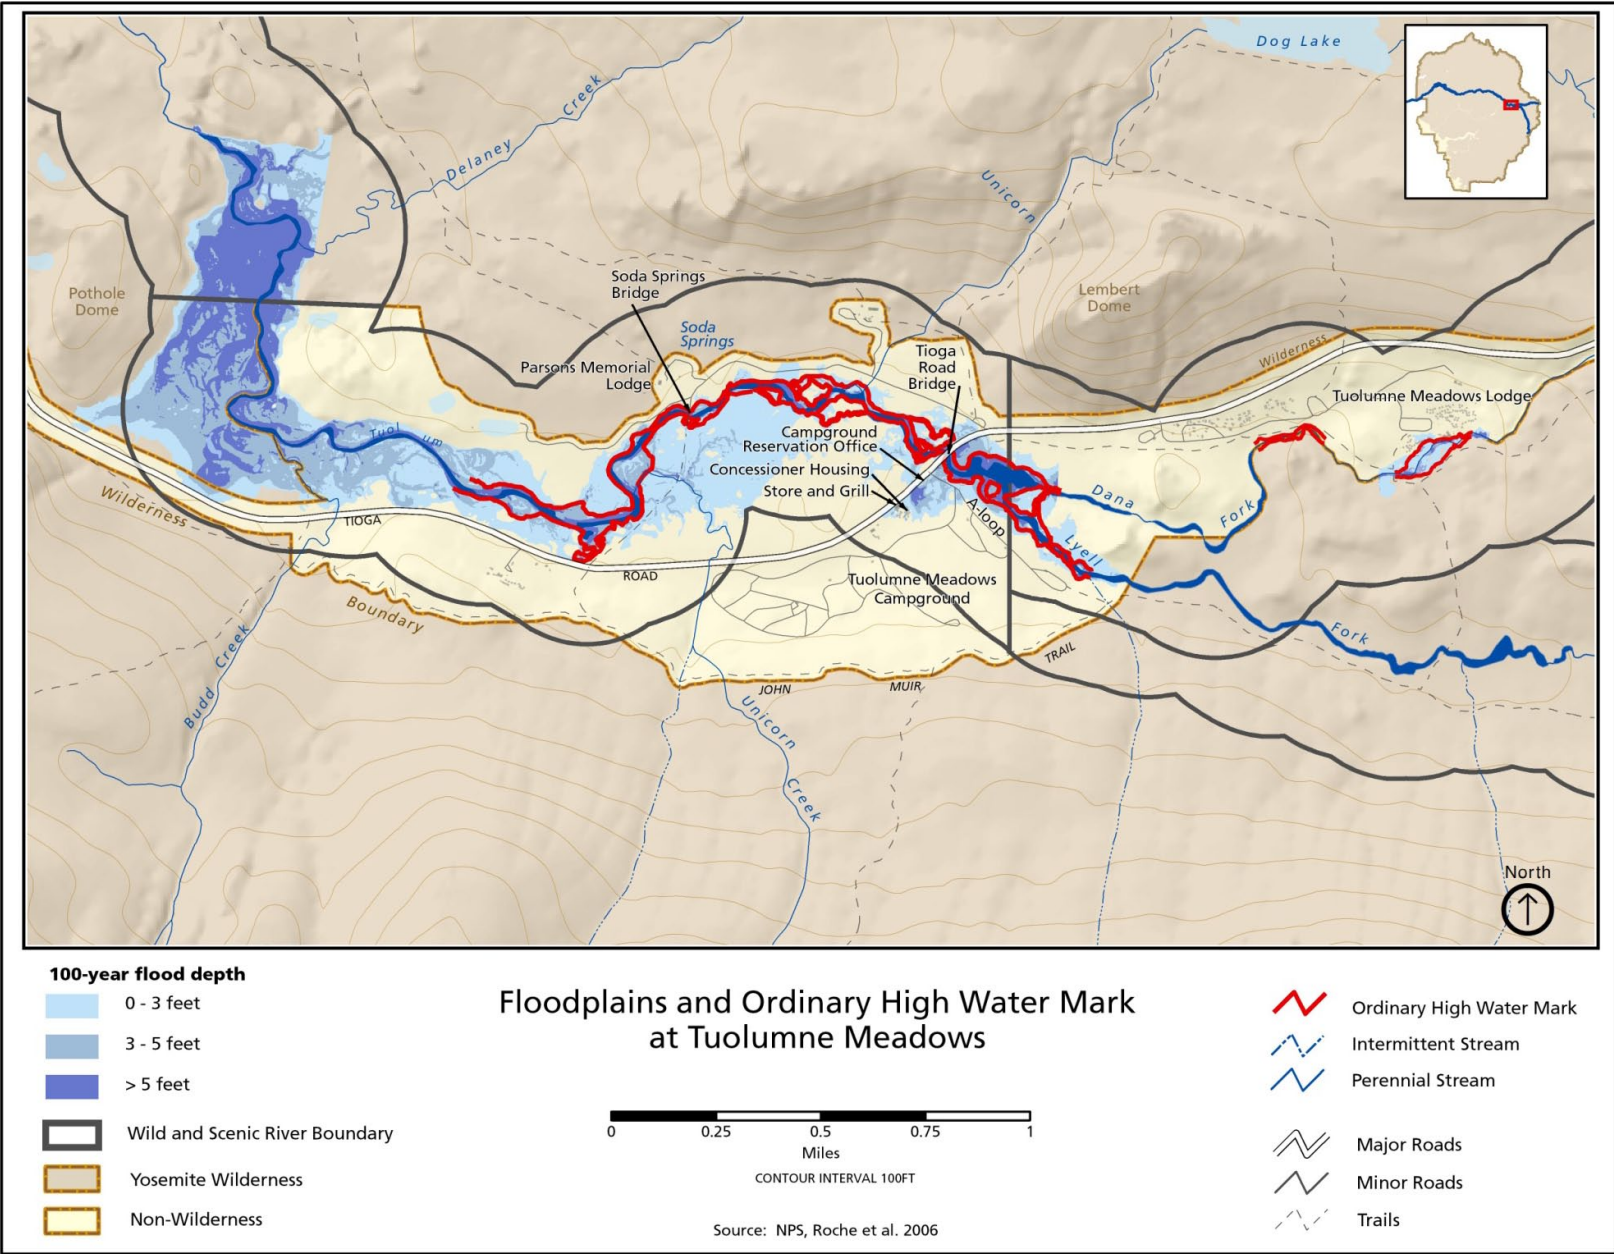 Dog Lake
Delaney
Creek
Unicorn
Pothole
Dome
Soda Springs
Bridge
Soda
Springs
Lembert
Dome
Parsons Memorial
Lodge
Tioga
Road
Bridge
Wilderness
Tuolumne Meadows Lodge
Tuol um
Campground
Reservation Office
Concessioner Housing
Store and Grill
A-loop
Dana
Fork
Lyell
Fork
Wilderness
Boundary
TIOGA
ROAD
Tuolumne Meadows
Campground
JOHN
MUIR
TRAIL
Budd
Creek
Unicorn
Creek
North
100-year flood depth
0 - 3 feet
3 - 5 feet
> 5 feet
Wild and Scenic River Boundary
Yosemite Wilderness
Non-Wilderness
Floodplains and Ordinary High Water Mark
at Tuolumne Meadows
0 0.25 0.5 0.75 1
Miles
CONTOUR INTERVAL 100FT
Source: NPS, Roche et al. 2006
Ordinary High Water Mark
Intermittent Stream
Perennial Stream
Major Roads
Minor Roads
Trails